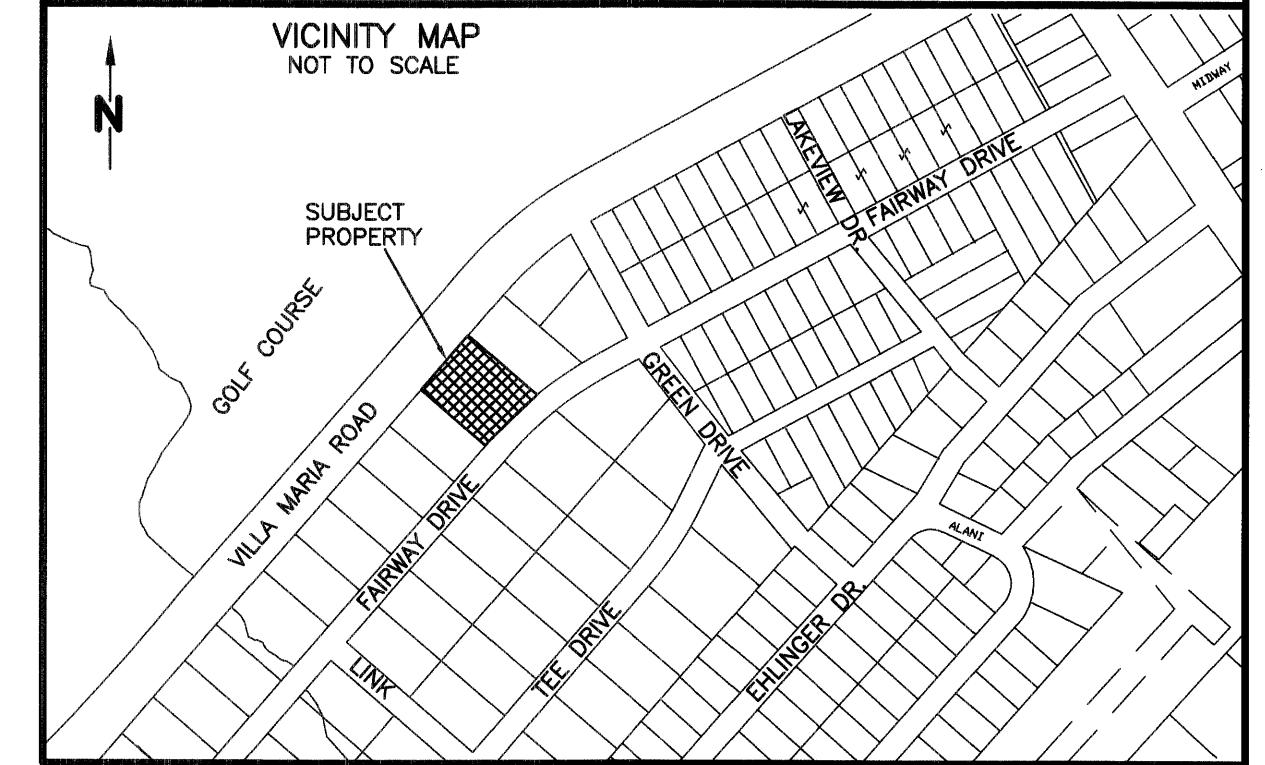 VICINITY MAP
NOT TO SCALE
N
MIDWAY
LAKEVIEW DR.
FAIRWAY DRIVE
SUBJECT
PROPERTY
GOLF COURSE
GREEN DRIVE
VILLA MARIA ROAD
FAIRWAY DRIVE
ALANI
LINK
TEE DRIVE
EHLINGER DR.